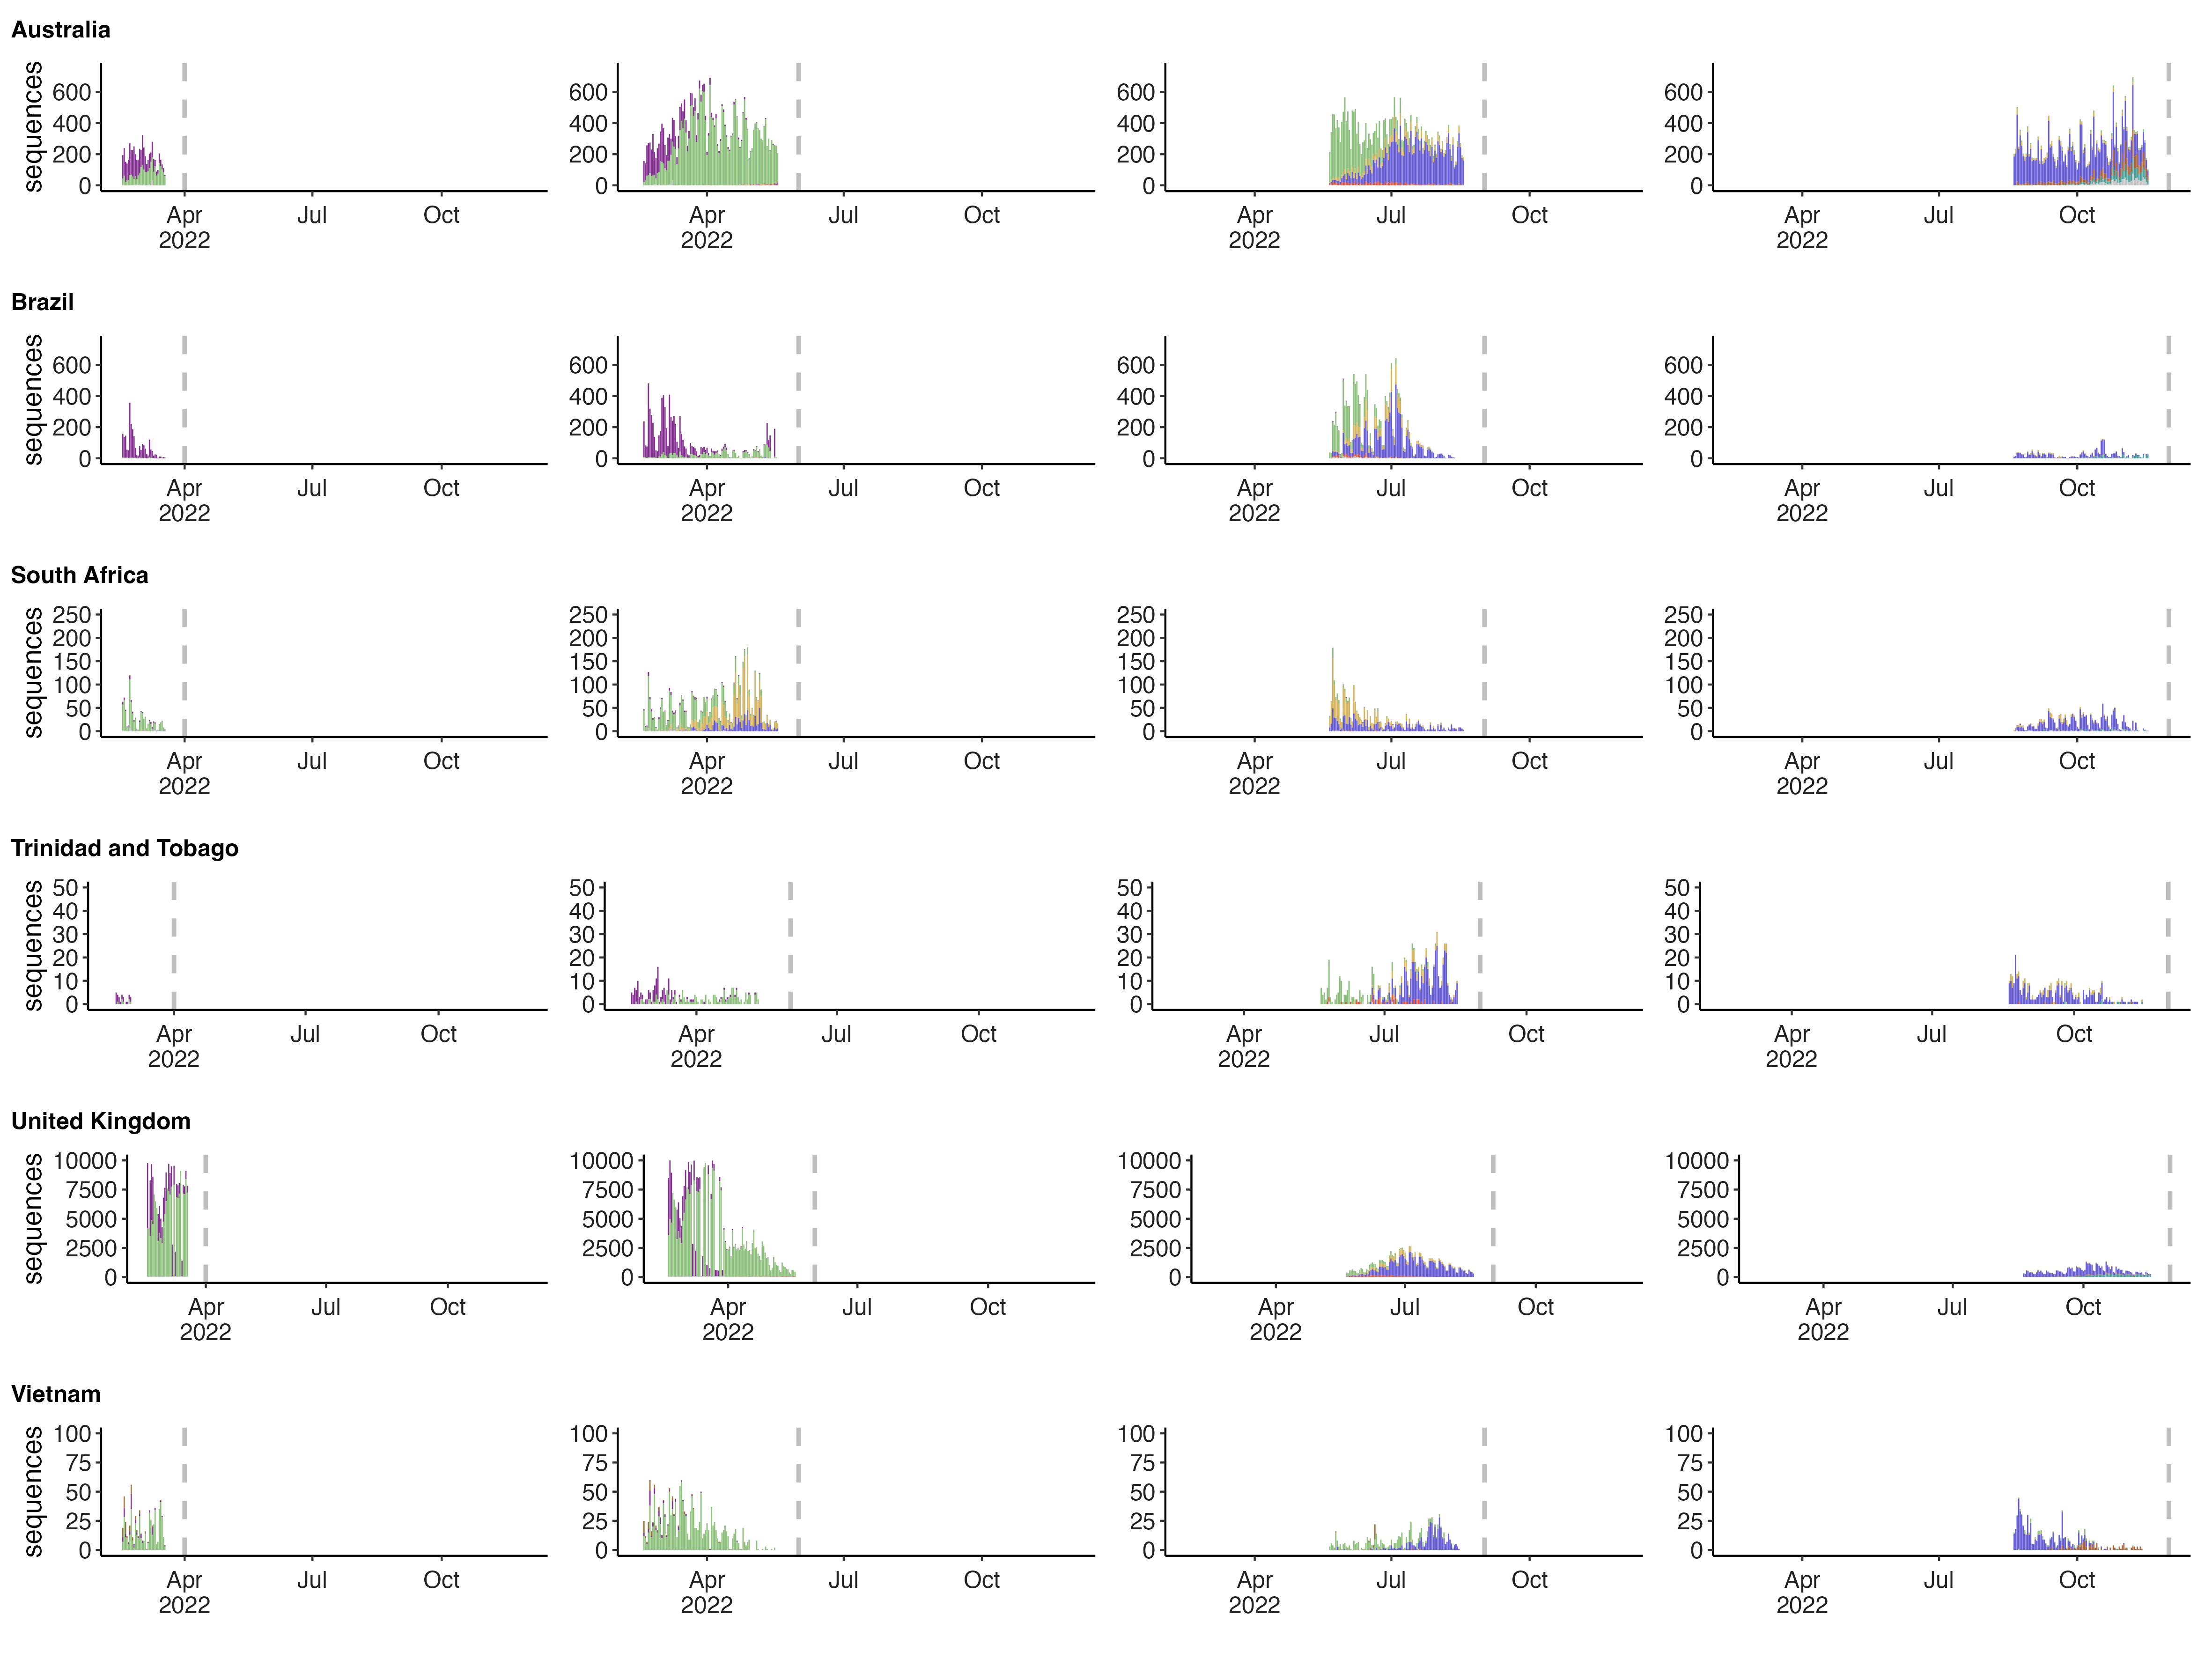 Australia
sequences
600
400
200
0
Apr
2022
Jul
Oct
600
400
200
0
Apr
2022
Jul
Oct
600
400
200
0
Apr
2022
Jul
Oct
600
400
200
0
Apr
2022
Jul
Oct
Brazil
sequences
600
400
200
0
Apr
2022
Jul
Oct
600
400
200
0
Apr
2022
Jul
Oct
600
400
200
0
Apr
2022
Jul
Oct
600
400
200
0
Apr
2022
Jul
Oct
South Africa
sequences
250
200
150
100
50
0
Apr
2022
Jul
Oct
250
200
150
100
50
0
Apr
2022
Jul
Oct
250
200
150
100
50
0
Apr
2022
Jul
Oct
250
200
150
100
50
0
Apr
2022
Jul
Oct
Trinidad and Tobago
sequences
50
40
30
20
10
0
Apr
2022
Jul
Oct
50
40
30
20
10
0
Apr
2022
Jul
Oct
50
40
30
20
10
0
Apr
2022
Jul
Oct
50
40
30
20
10
0
Apr
2022
Jul
Oct
United Kingdom
sequences
10000
7500
5000
2500
0
Apr
2022
Jul
Oct
10000
7500
5000
2500
0
Apr
2022
Jul
Oct
10000
7500
5000
2500
0
Apr
2022
Jul
Oct
10000
7500
5000
2500
0
Apr
2022
Jul
Oct
Vietnam
sequences
100
75
50
25
0
Apr
2022
Jul
Oct
100
75
50
25
0
Apr
2022
Jul
Oct
100
75
50
25
0
Apr
2022
Jul
Oct
100
75
50
25
0
Apr
2022
Jul
Oct